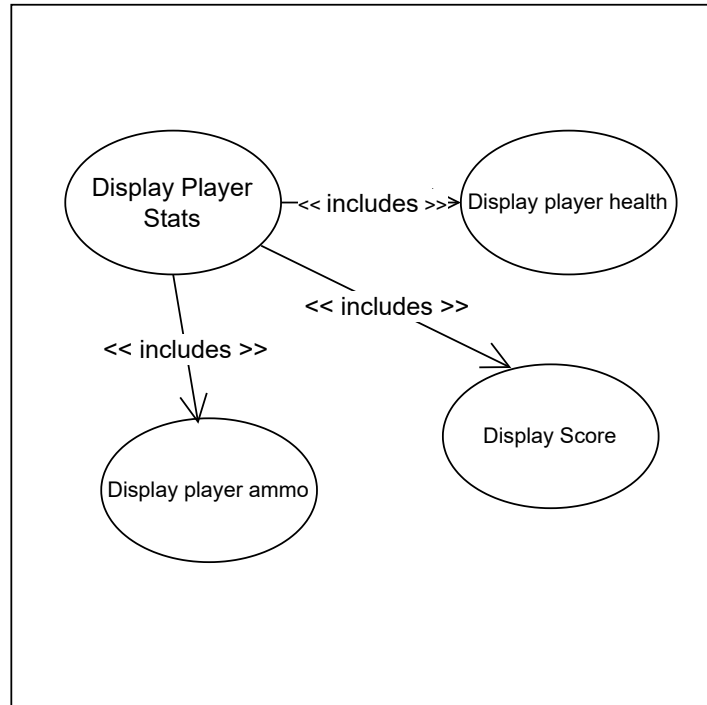 Display Player
Stats
<< includes >>
Display player health
<< includes >>
<< includes >>
Display Score
Display player ammo